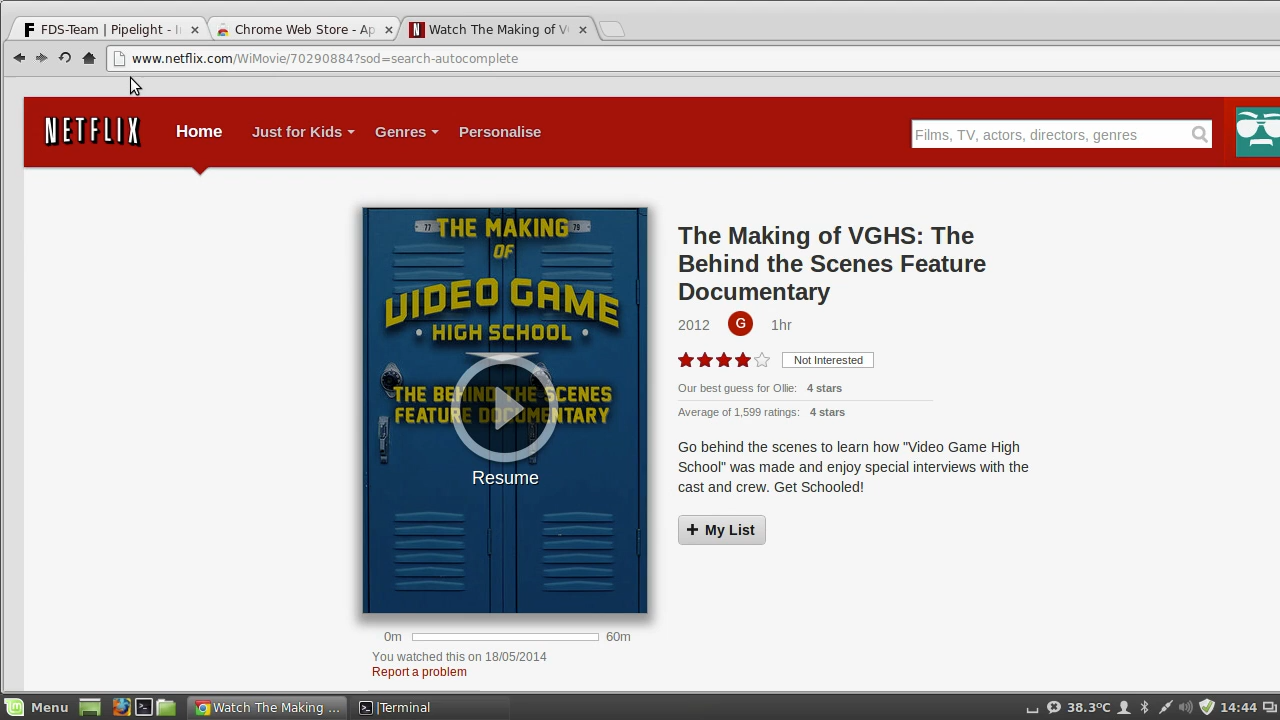 FDS-Team | Pipelight - I
Chrome Web Store - Ap
Watch The Making of V
www.netflix.com/WiMovie/70290884?sod=search-autocomplete
NETFLIX
Home
Just for Kids
Genres
Personalise
Films, TV, actors, directors, genres
77
THE MAKING
79
OF
VIDEO GAME
• HIGH SCHOOL •
THE BEHIND THE SCENES
FEATURE DOCUMENTARY
Resume
The Making of VGHS: The
Behind the Scenes Feature
Documentary
2012 G 1hr
Not Interested
Our best guess for Ollie: 4 stars
Average of 1,599 ratings: 4 stars
Go behind the scenes to learn how "Video Game High
School" was made and enjoy special interviews with the
cast and crew. Get Schooled!
+ My List
0m
60m
You watched this on 18/05/2014
Report a problem
Menu
Watch The Making ...
|Terminal
38.3°C
14:44